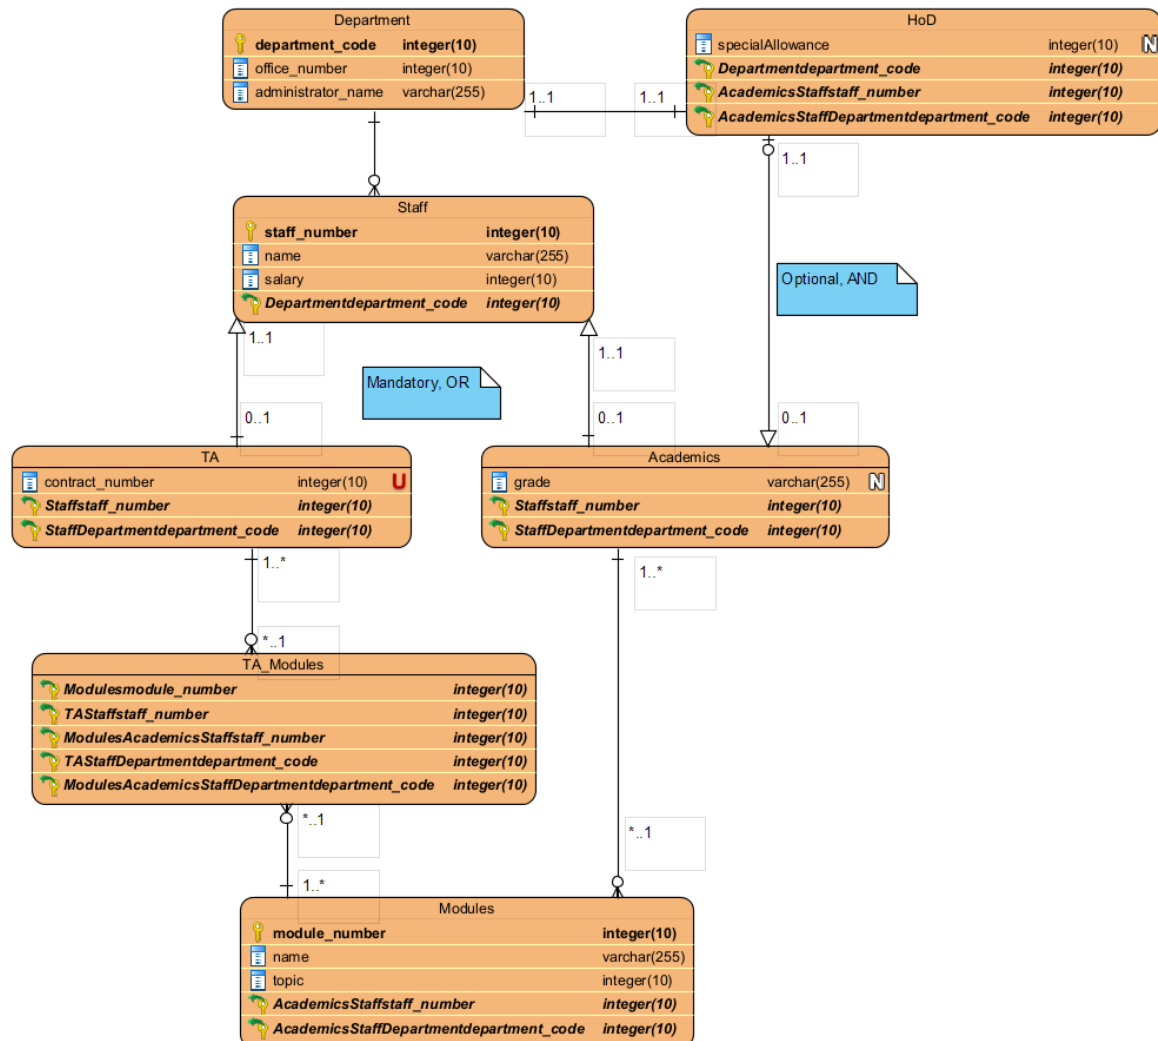 Department
department_code integer(10)
office_number integer(10)
administrator_name varchar(255)
HoD
specialAllowance integer(10) N
Departmentdepartment_code integer(10)
AcademicsStaffstaff_number integer(10)
AcademicsStaffDepartmentdepartment_code integer(10)
1..1
1..1
1..1
Staff
staff_number integer(10)
name varchar(255)
salary integer(10)
Departmentdepartment_code integer(10)
Optional, AND
1..1
1..1
Mandatory, OR
0..1
0..1
0..1
TA
contract_number integer(10) U
Staffstaff_number integer(10)
StaffDepartmentdepartment_code integer(10)
Academics
grade varchar(255) N
Staffstaff_number integer(10)
StaffDepartmentdepartment_code integer(10)
1..*
1..*
*..1
TA_Modules
Modulesmodule_number integer(10)
TAStaffstaff_number integer(10)
ModulesAcademicsStaffstaff_number integer(10)
TAStaffDepartmentdepartment_code integer(10)
ModulesAcademicsStaffDepartmentdepartment_code integer(10)
*..1
*..1
1..*
Modules
module_number integer(10)
name varchar(255)
topic integer(10)
AcademicsStaffstaff_number integer(10)
AcademicsStaffDepartmentdepartment_code integer(10)